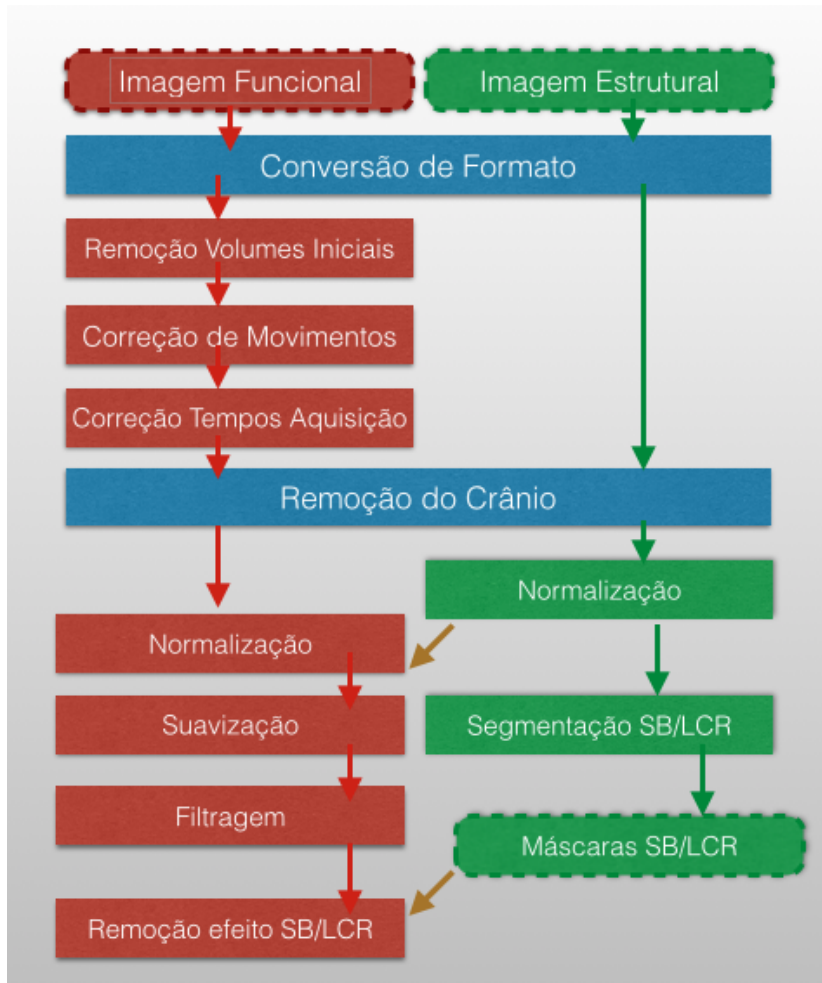 Imagem Funcional
Imagem Estrutural
Conversão de Formato
Remoção Volumes Iniciais
Correção de Movimentos
Correção Tempos Aquisição
Remoção do Crânio
Normalização
Normalização
Suavização
Segmentação SB/LCR
Filtragem
Máscaras SB/LCR
Remoção efeito SB/LCR